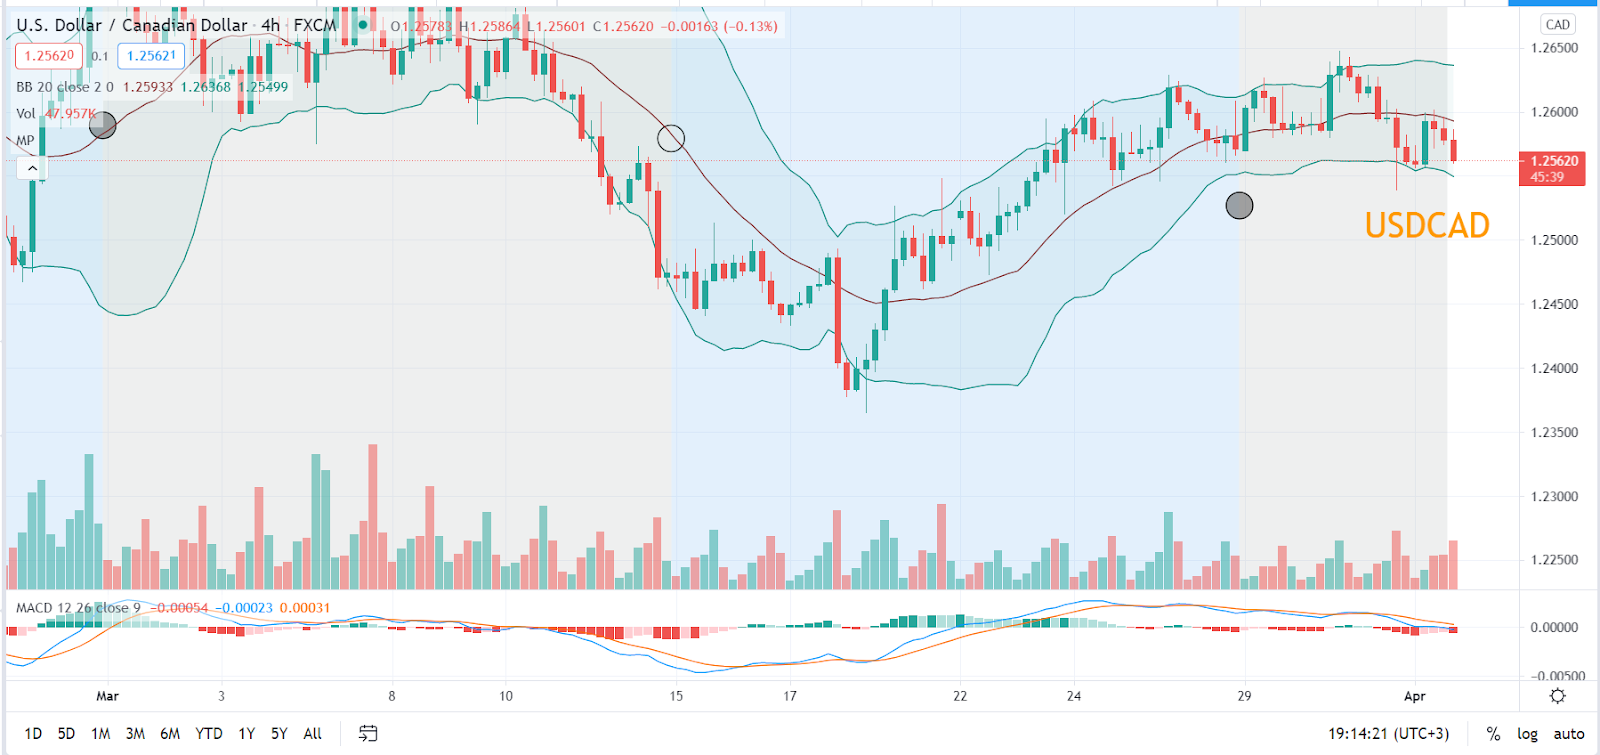 U.S. Dollar / Canadian Dollar · 4h · FXCM O1.25783 H1.25864 L1.25601 C1.25620 −0.00163 (−0.13%)
1.25620 0.1 1.25621
BB 20 close 2 0 1.25933 1.26368 1.25499
Vol 47.957K
MP
CAD
1.26500
1.26000
1.25620
45:39
USDCAD
1.25000
1.24500
1.24000
1.23500
1.23000
1.22500
MACD 12 26 close 9 −0.00054 −0.00023 0.00031
0.00000
−0.00500
Mar 3 8 10 15 17 22 24 29 Apr
1D 5D 1M 3M 6M YTD 1Y 5Y All 19:14:21 (UTC+3) % log auto